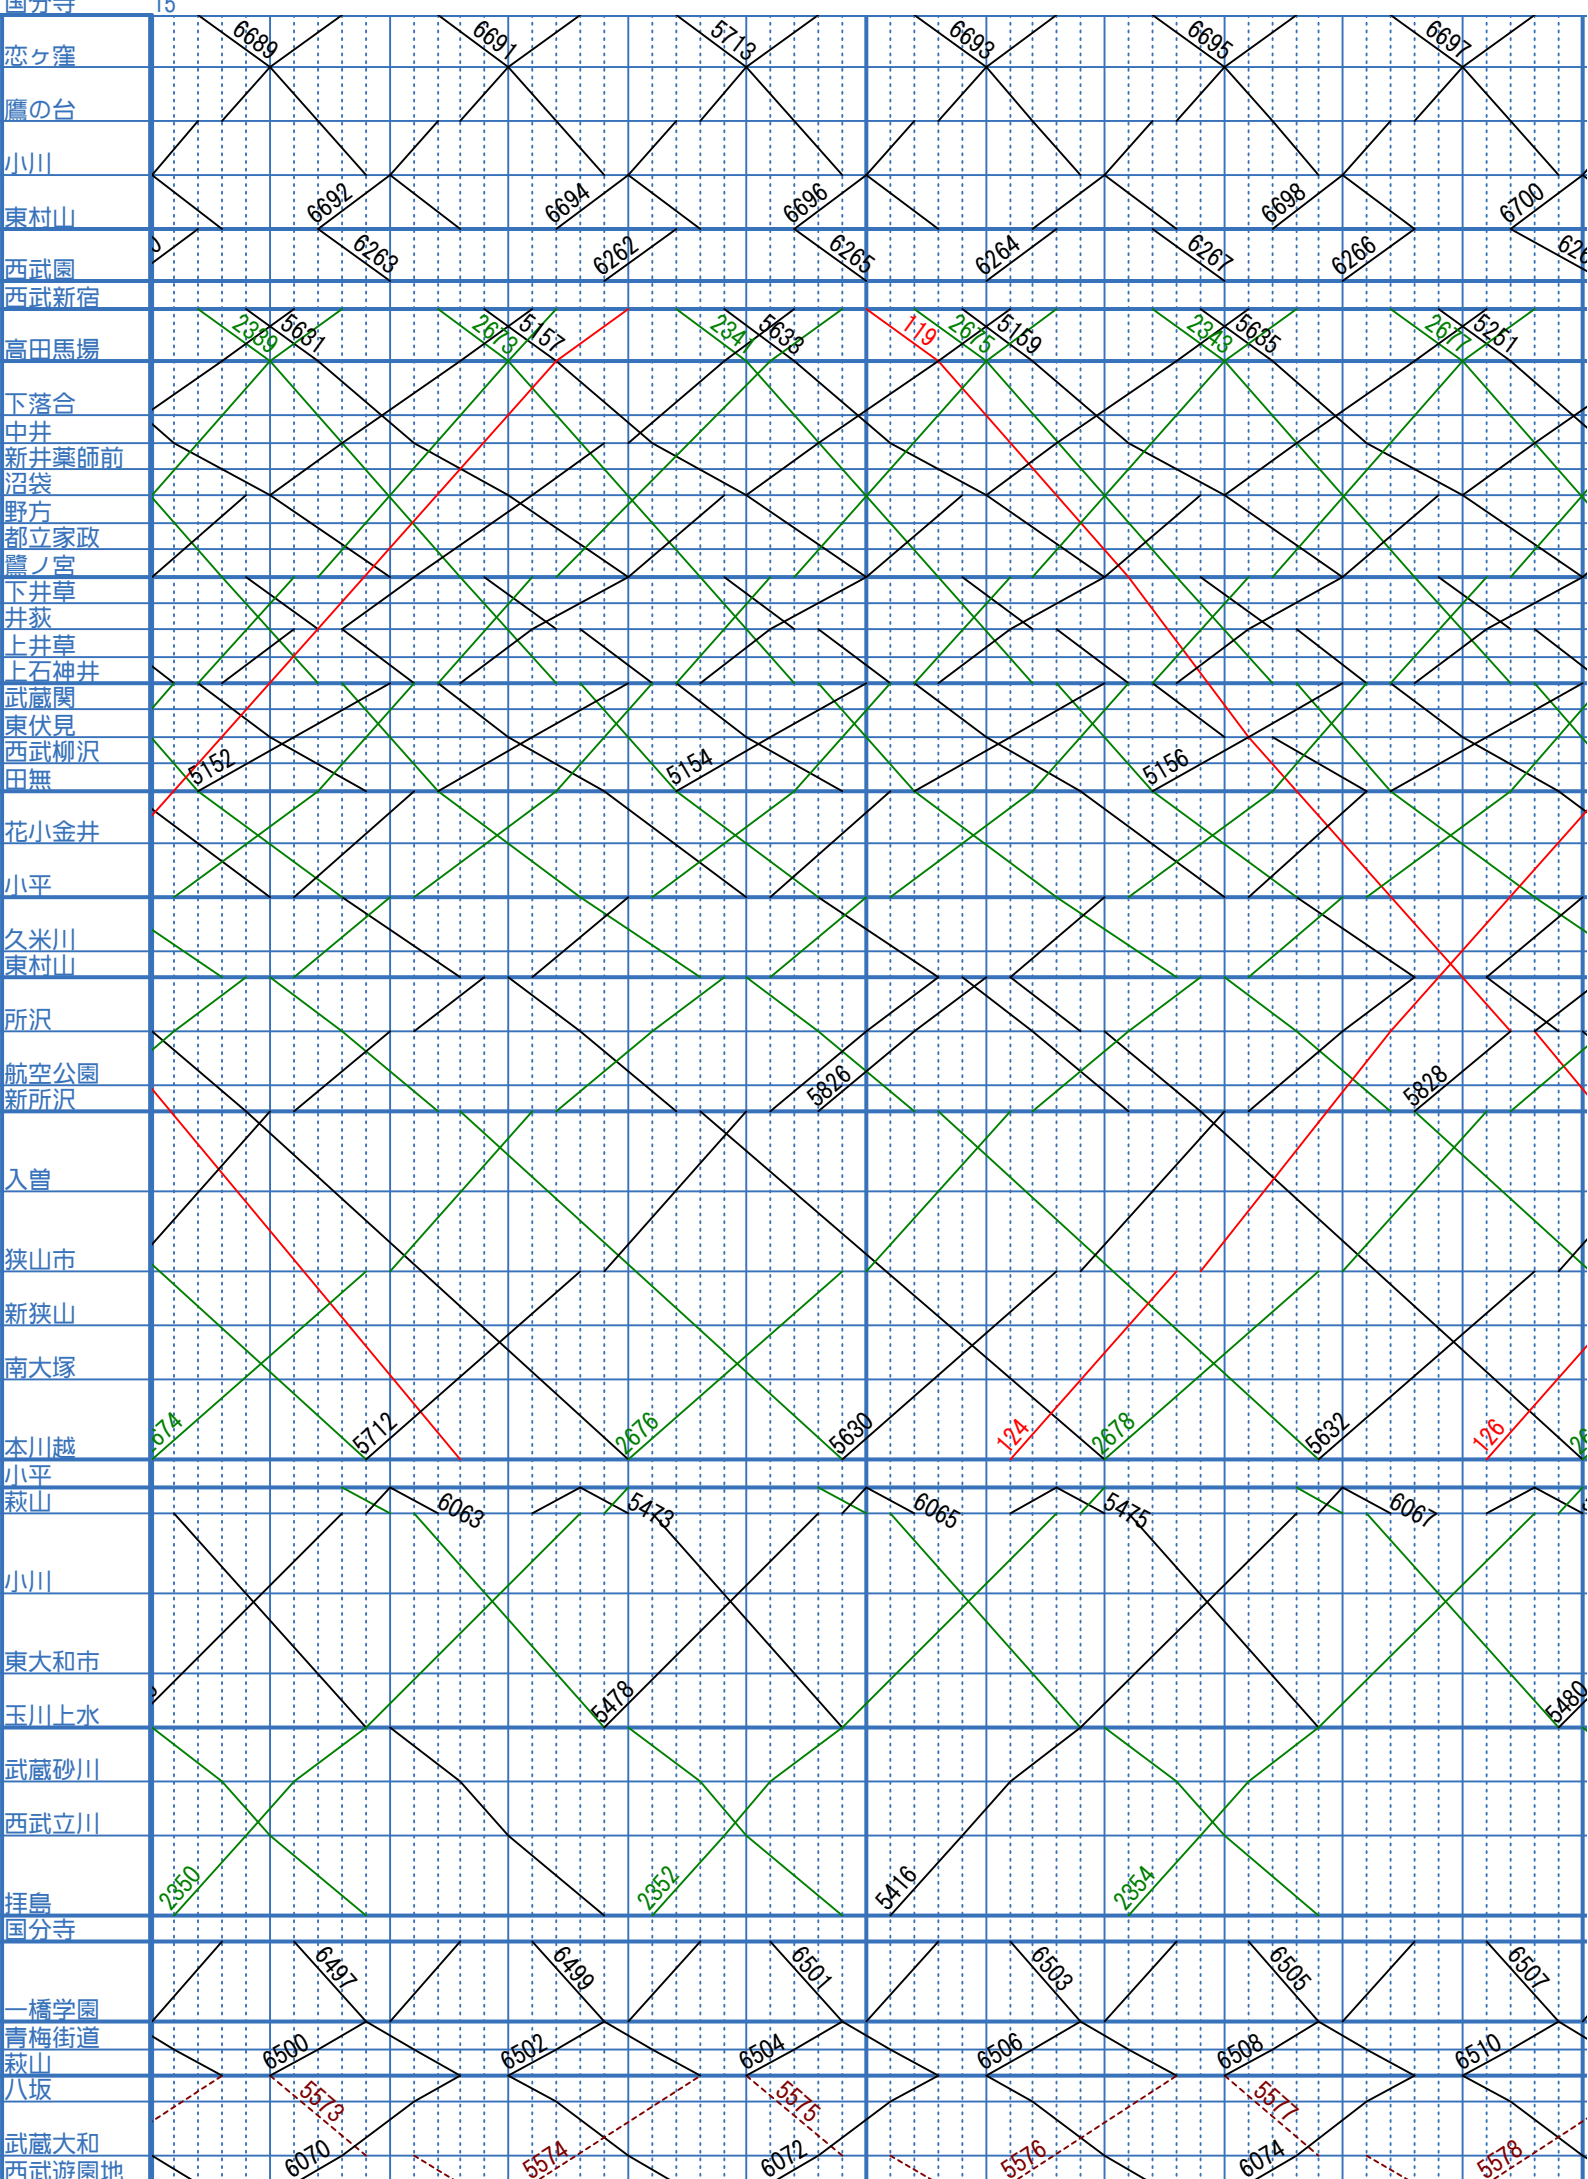 国分寺 15
恋ヶ窪 6689 6691 5713 6693 6695 6697
鷹の台
小川
東村山 6692 6694 6696 6698 6700
西武園 6263 6262 6265 6264 6267 6266
西武新宿
高田馬場 2339 5631 2673 5157 2341 5633 119 2675 5159 2343 5635 2677 5251
下落合
中井
新井薬師前
沼袋
野方
都立家政
鷺ノ宮
下井草
井荻
上井草
上石神井
武蔵関
東伏見
西武柳沢
田無 5152 5154 5156
花小金井
小平
久米川
東村山
所沢
航空公園
新所沢 5826 5828
入曽
狭山市
新狭山
南大塚
本川越 674 5712 2676 5630 124 2678 5632 126
小平
萩山 6063 5473 6065 5475 6067
小川
東大和市
玉川上水 5478 5480
武蔵砂川
西武立川
拝島 2350 2352 5416 2354
国分寺
6497 6499 6501 6503 6505 6507
一橋学園
青梅街道
萩山 6500 6502 6504 6506 6508 6510
八坂 5573 5575 5577
武蔵大和
西武遊園地 6070 5574 6072 5576 6074 5578